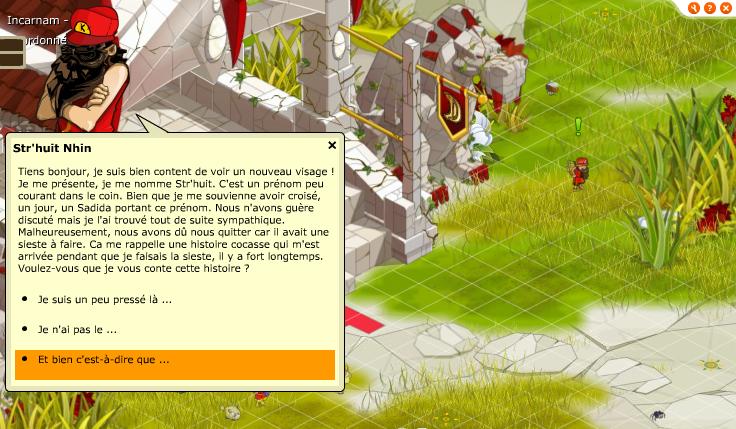 Incarnam -
ordonné
Str'huit Nhin
Tiens bonjour, je suis bien content de voir un nouveau visage !
Je me présente, je me nomme Str'huit. C'est un prénom peu
courant dans le coin. Bien que je me souvienne avoir croisé,
un jour, un Sadida portant ce prénom. Nous n'avons guère
discuté mais je l'ai trouvé tout de suite sympathique.
Malheureusement, nous avons dû nous quitter car il avait une
sieste à faire. Ca me rappelle une histoire cocasse qui m'est
arrivée pendant que je faisais la sieste, il y a fort longtemps.
Voulez-vous que je vous conte cette histoire ?
Je suis un peu pressé là ...
Je n'ai pas le ...
Et bien c'est-à-dire que ...